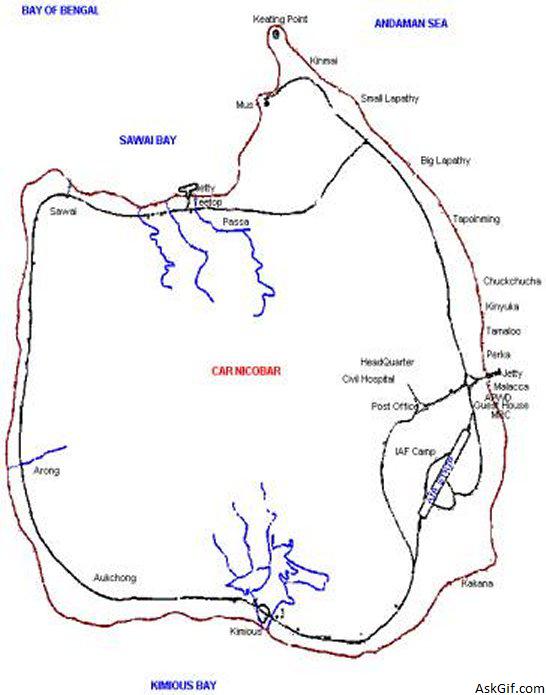 BAY OF BENGAL
Keating Point
ANDAMAN SEA
Kinmai
Small Lapathy
Mus
SAWAI BAY
Big Lapathy
Jetty
Teetop
Sawai
Passa
Tapoinming
Chuckchucha
Kinyuka
Tamaloo
Perka
HeadQuarter
CAR NICOBAR
Jetty
Civil Hospital
Malacca
APWD
Post Office
Guest House
IAF Camp
Arong
Aukchong
Kakana
Kimious
KIMIOUS BAY
AskGif.com